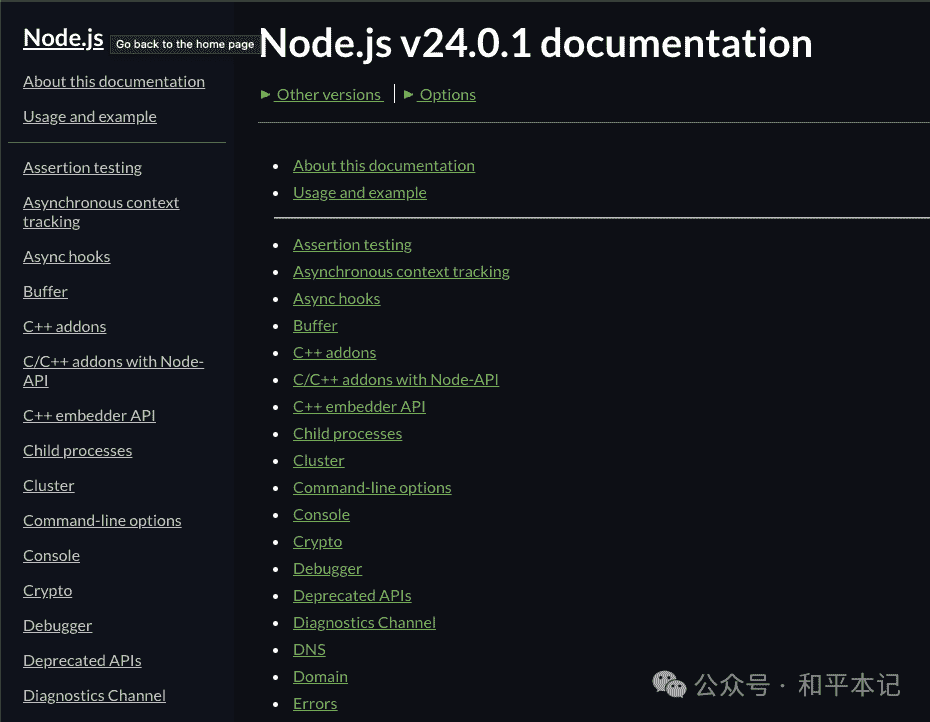 Node.js
Go back to the home page
About this documentation
Usage and example
Assertion testing
Asynchronous context
tracking
Async hooks
Buffer
C++ addons
C/C++ addons with Node-
API
C++ embedder API
Child processes
Cluster
Command-line options
Console
Crypto
Debugger
Deprecated APIs
Diagnostics Channel
Node.js v24.0.1 documentation
► Other versions
► Options
About this documentation
Usage and example
Assertion testing
Asynchronous context tracking
Async hooks
Buffer
C++ addons
C/C++ addons with Node-API
C++ embedder API
Child processes
Cluster
Command-line options
Console
Crypto
Debugger
Deprecated APIs
Diagnostics Channel
DNS
Domain
Errors
公众号 · 和平本记